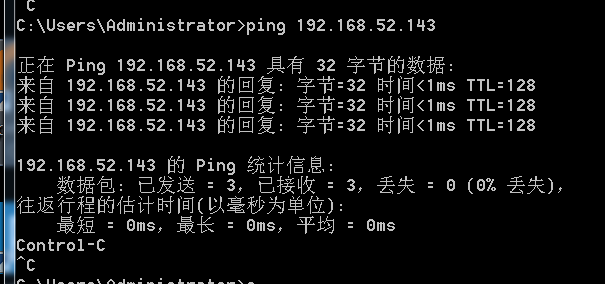 ^C
C:\Users\Administrator>ping 192.168.52.143
正在 Ping 192.168.52.143 具有 32 字节的数据:
来自 192.168.52.143 的回复: 字节=32 时间<1ms TTL=128
来自 192.168.52.143 的回复: 字节=32 时间<1ms TTL=128
来自 192.168.52.143 的回复: 字节=32 时间<1ms TTL=128
192.168.52.143 的 Ping 统计信息:
数据包: 已发送 = 3，已接收 = 3，丢失 = 0 (0% 丢失)，
往返行程的估计时间(以毫秒为单位):
最短 = 0ms，最长 = 0ms，平均 = 0ms
Control-C
^C
C:\Users\Administrator>